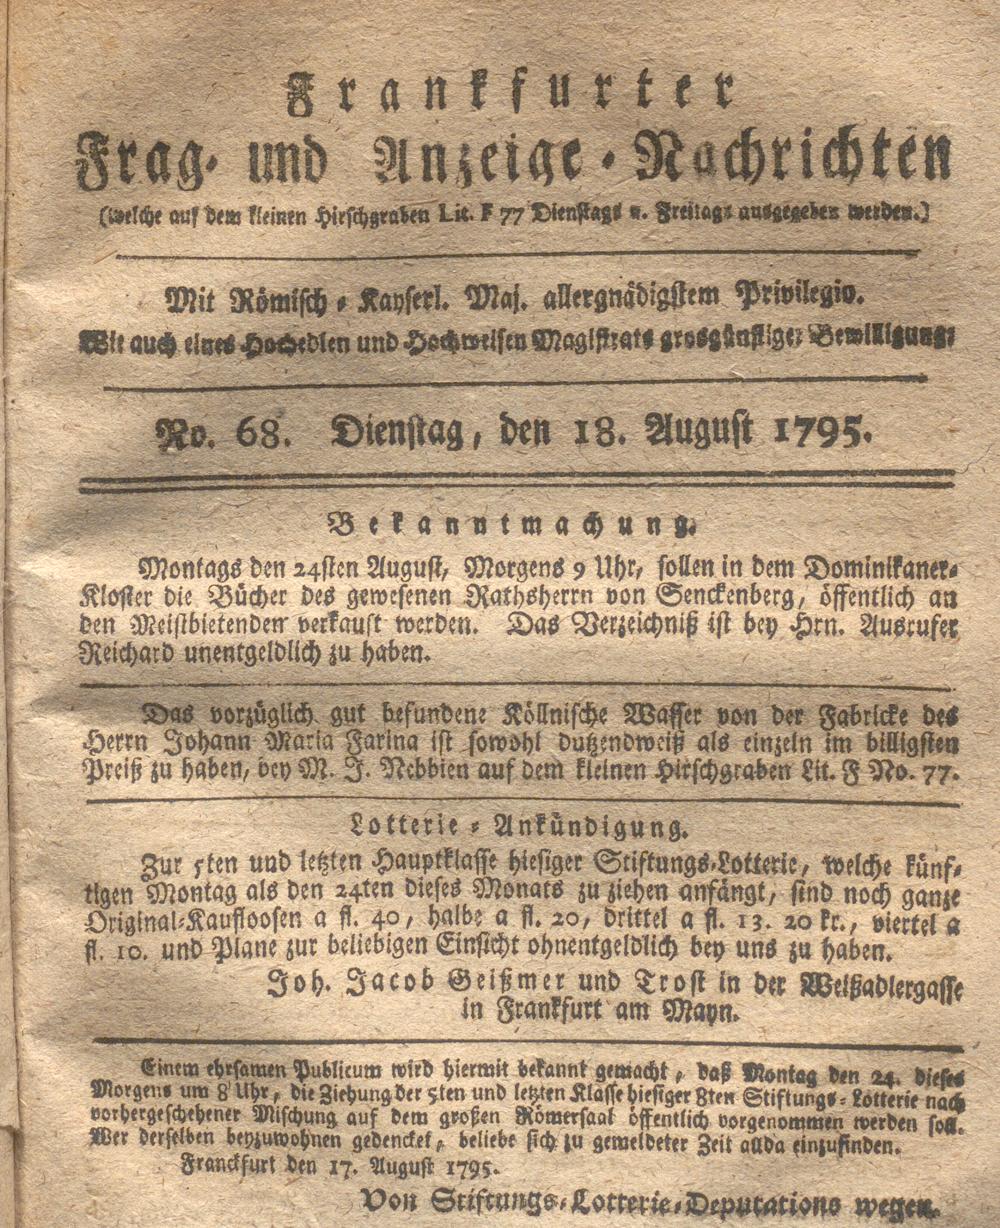 Frankfurter
Frag- und Anzeige-Nachrichten
(welche auf dem kleinen Hirschgraben Lit. F 77 Dienstags u. Freitags ausgegeben werden.)
Mit Römisch-Kayserl. Maj. allergnädigstem Privilegio.
Wie auch eines Hochedlen und Hochweisen Magistrats grosgünstiger Bewilligung:
No. 68. Dienstag, den 18. August 1795.
Bekanntmachung.
Montags den 24sten August, Morgens 9 Uhr, sollen in dem Dominikaner-
Kloster die Bücher des gewesenen Rathsherrn von Senckenberg, öffentlich an
den Meistbietenden verkauft werden. Das Verzeichniß ist bey Hrn. Ausrufer
Reichard unentgeldlich zu haben.
Das vorzüglich gut befundene Köllnische Wasser von der Fabricke des
Herrn Johann Maria Farina ist sowohl dutzendweiß als einzeln im billigsten
Preiß zu haben, bey M. J. Nebbien auf dem kleinen Hirschgraben Lit. F No. 77.
Lotterie-Ankündigung.
Zur 5ten und letzten Hauptklasse hiesiger Stiftungs-Lotterie, welche künf-
tigen Montag als den 24ten dieses Monats zu ziehen anfängt, sind noch ganze
Original-Kaufloosen a fl. 40, halbe a fl. 20, drittel a fl. 13. 20 kr., viertel a
fl. 10. und Plane zur beliebigen Einsicht ohnentgeldlich bey uns zu haben.
Joh. Jacob Geißmer und Trost in der Weißadlergasse
in Frankfurt am Mayn.
Einem ehrsamen Publicum wird hiermit bekannt gemacht, daß Montag den 24. dieses
Morgens um 8 Uhr, die Ziehung der 5ten und letzten Klasse hiesiger 8ten Stiftungs-Lotterie nach
vorhergeschehener Mischung auf dem großen Römersaal öffentlich vorgenommen werden soll.
Wer derselben beyzuwohnen gedencket, beliebe sich zu gemeldeter Zeit allda einzufinden.
Franckfurt den 17. August 1795.
Von Stiftungs-Lotterie-Deputations wegen.